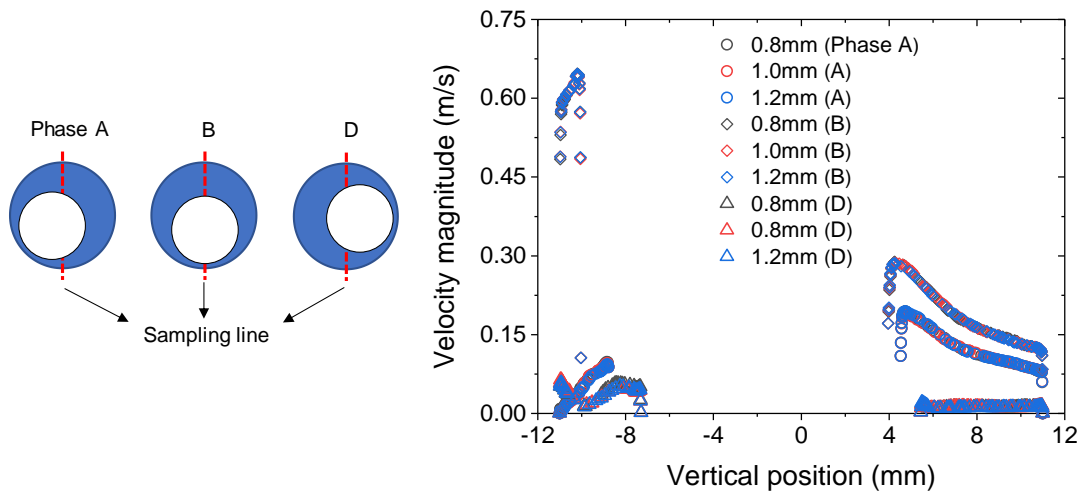 Phase A
B
D
Sampling line
Velocity magnitude (m/s)
0.75
0.60
0.45
0.30
0.15
0.00
0.8mm (Phase A)
1.0mm (A)
1.2mm (A)
0.8mm (B)
1.0mm (B)
1.2mm (B)
0.8mm (D)
0.8mm (D)
1.2mm (D)
-12 -8 -4 0 4 8 12
Vertical position (mm)